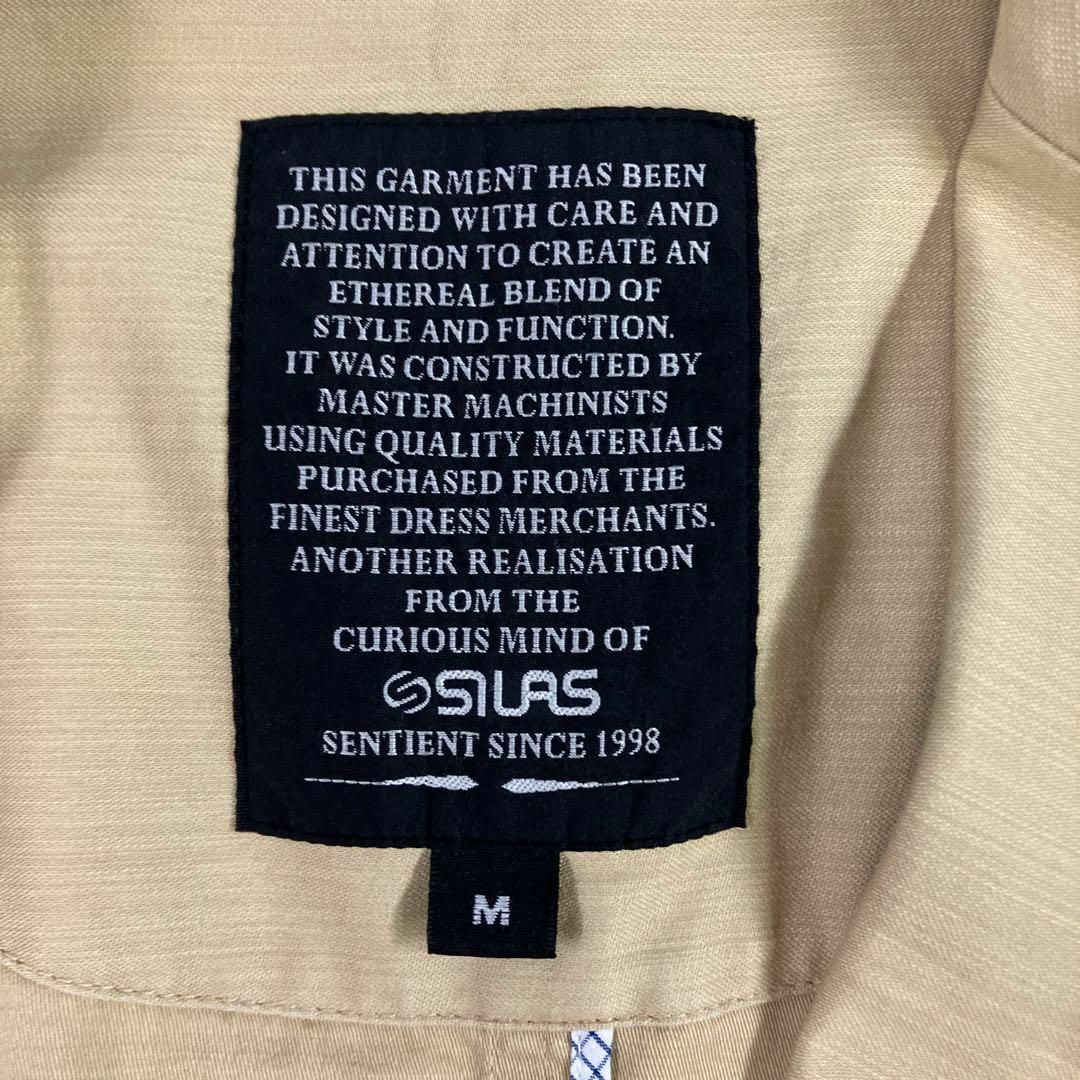 THIS GARMENT HAS BEEN
DESIGNED WITH CARE AND
ATTENTION TO CREATE AN
ETHEREAL BLEND OF
STYLE AND FUNCTION.
IT WAS CONSTRUCTED BY
MASTER MACHINISTS
USING QUALITY MATERIALS
PURCHASED FROM THE
FINEST DRESS MERCHANTS.
ANOTHER REALISATION
FROM THE
CURIOUS MIND OF
SILAS
SENTIENT SINCE 1998
M